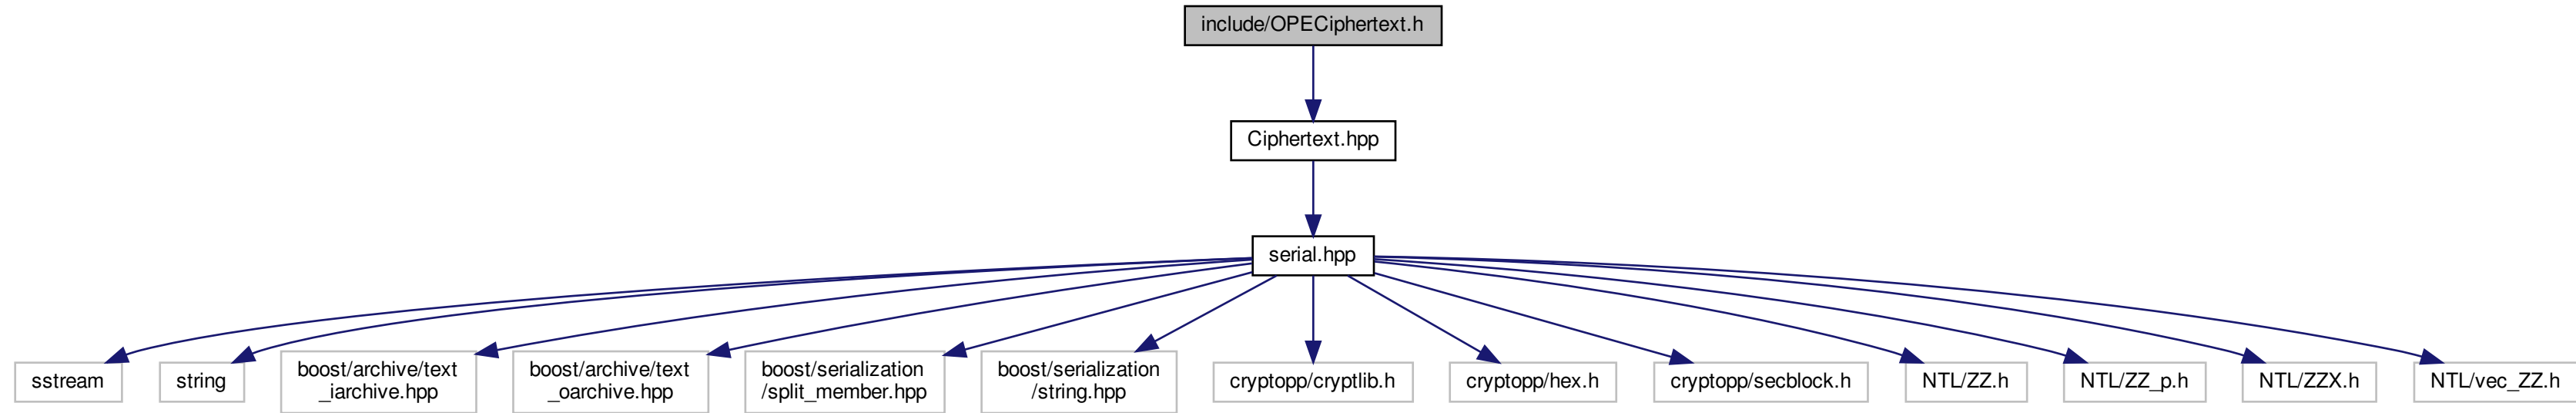 include/OPECiphertext.h
Ciphertext.hpp
serial.hpp
sstream
string
boost/archive/text
_iarchive.hpp
boost/archive/text
_oarchive.hpp
boost/serialization
/split_member.hpp
boost/serialization
/string.hpp
cryptopp/cryptlib.h
cryptopp/hex.h
cryptopp/secblock.h
NTL/ZZ.h
NTL/ZZ_p.h
NTL/ZZX.h
NTL/vec_ZZ.h